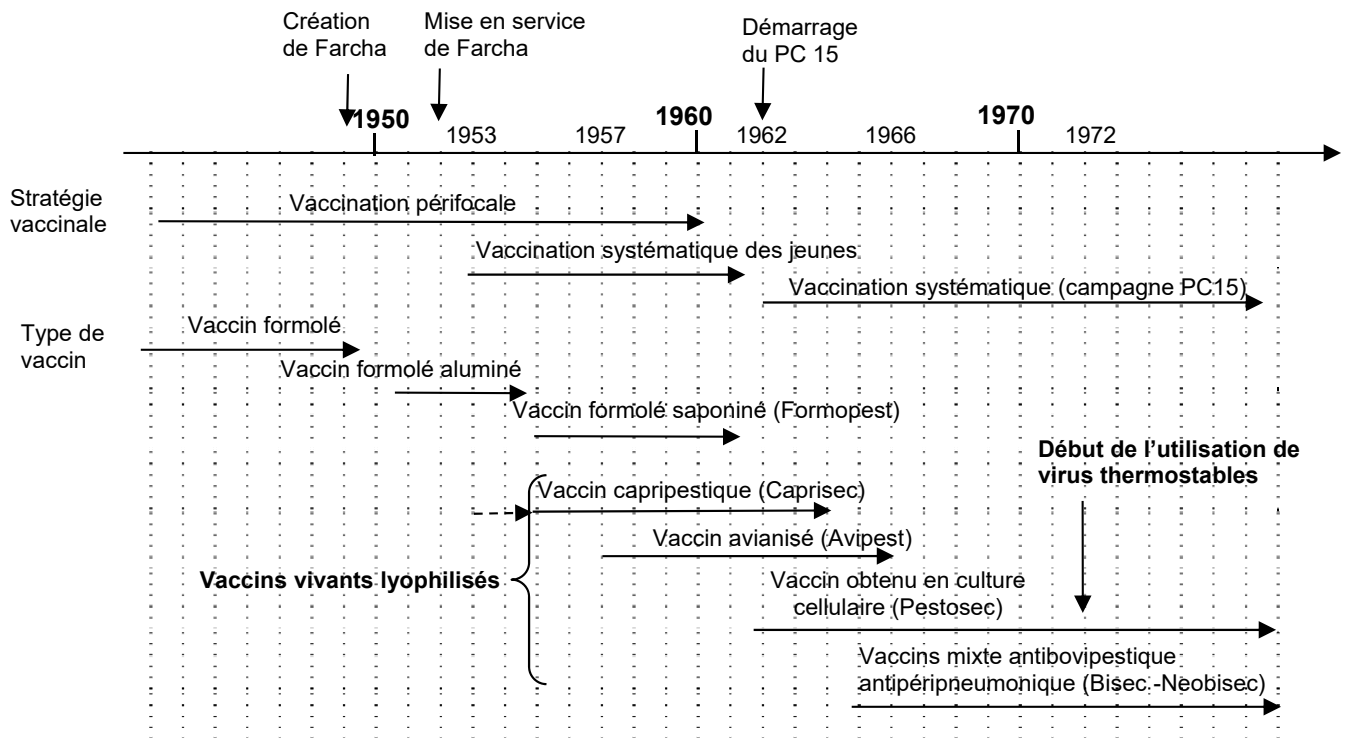 Création
de Farcha
Mise en service
de Farcha
Démarrage
du PC 15
1950
1953
1957
1960
1962
1966
1970
1972
Stratégie
vaccinale
Vaccination périfocale
Vaccination systématique des jeunes
Vaccination systématique (campagne PC15)
Type de
vaccin
Vaccin formolé
Vaccin formolé aluminé
Vaccin formolé saponiné (Formopest)
Début de l’utilisation de
virus thermostables
Vaccin capripestique (Caprisec)
Vaccin avianisé (Avipest)
Vaccins vivants lyophilisés
Vaccin obtenu en culture
cellulaire (Pestosec)
Vaccins mixte antibovipestique
antipéripneumonique (Bisec.-Neobisec)